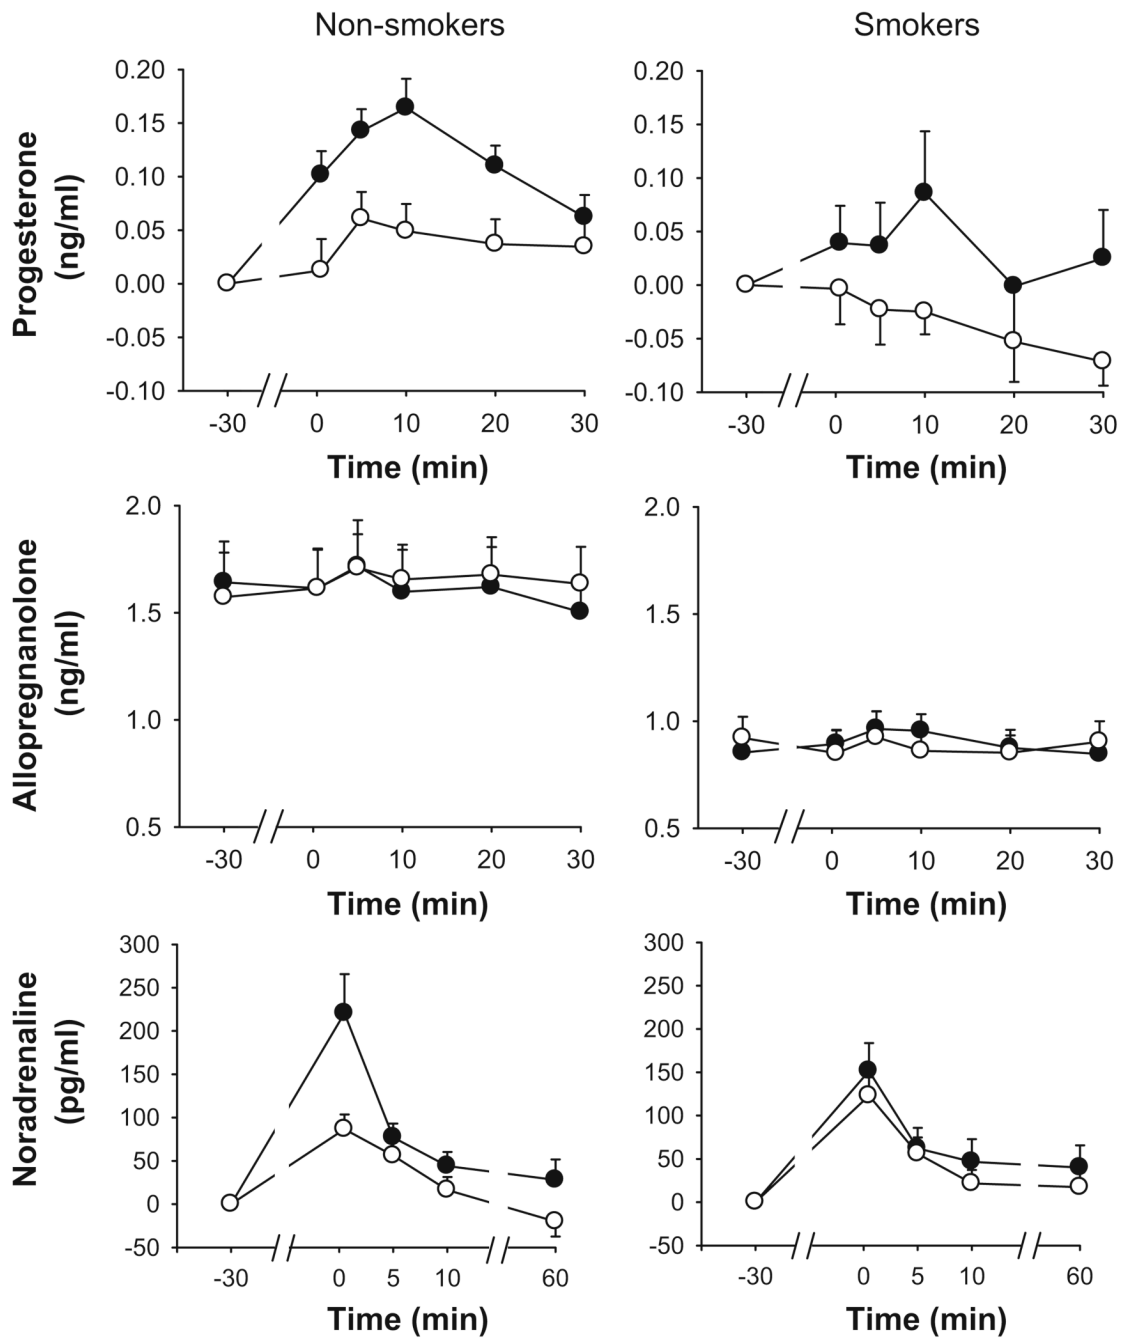 Non-smokers
Smokers
Progesterone
(ng/ml)
0.20
0.15
0.10
0.05
0.00
-0.05
-0.10
-30 0 10 20 30
Time (min)
0.20
0.15
0.10
0.05
0.00
-0.05
-0.10
-30 0 10 20 30
Time (min)
Allopregnanolone
(ng/ml)
2.0
1.5
1.0
0.5
-30 0 10 20 30
Time (min)
2.0
1.5
1.0
0.5
-30 0 10 20 30
Time (min)
Noradrenaline
(pg/ml)
300
250
200
150
100
50
0
-50
-30 0 5 10 60
Time (min)
300
250
200
150
100
50
0
-50
-30 0 5 10 60
Time (min)